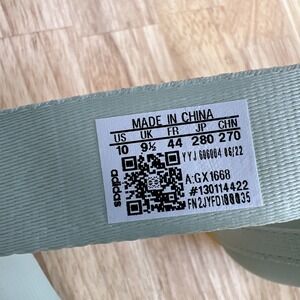 MADE IN CHINA
US UK FR JP CHN
10 9½ 44 280 270
YYJ 606004 06/22
adidas
A:GX1668
#130114422
FN2JYFD100035